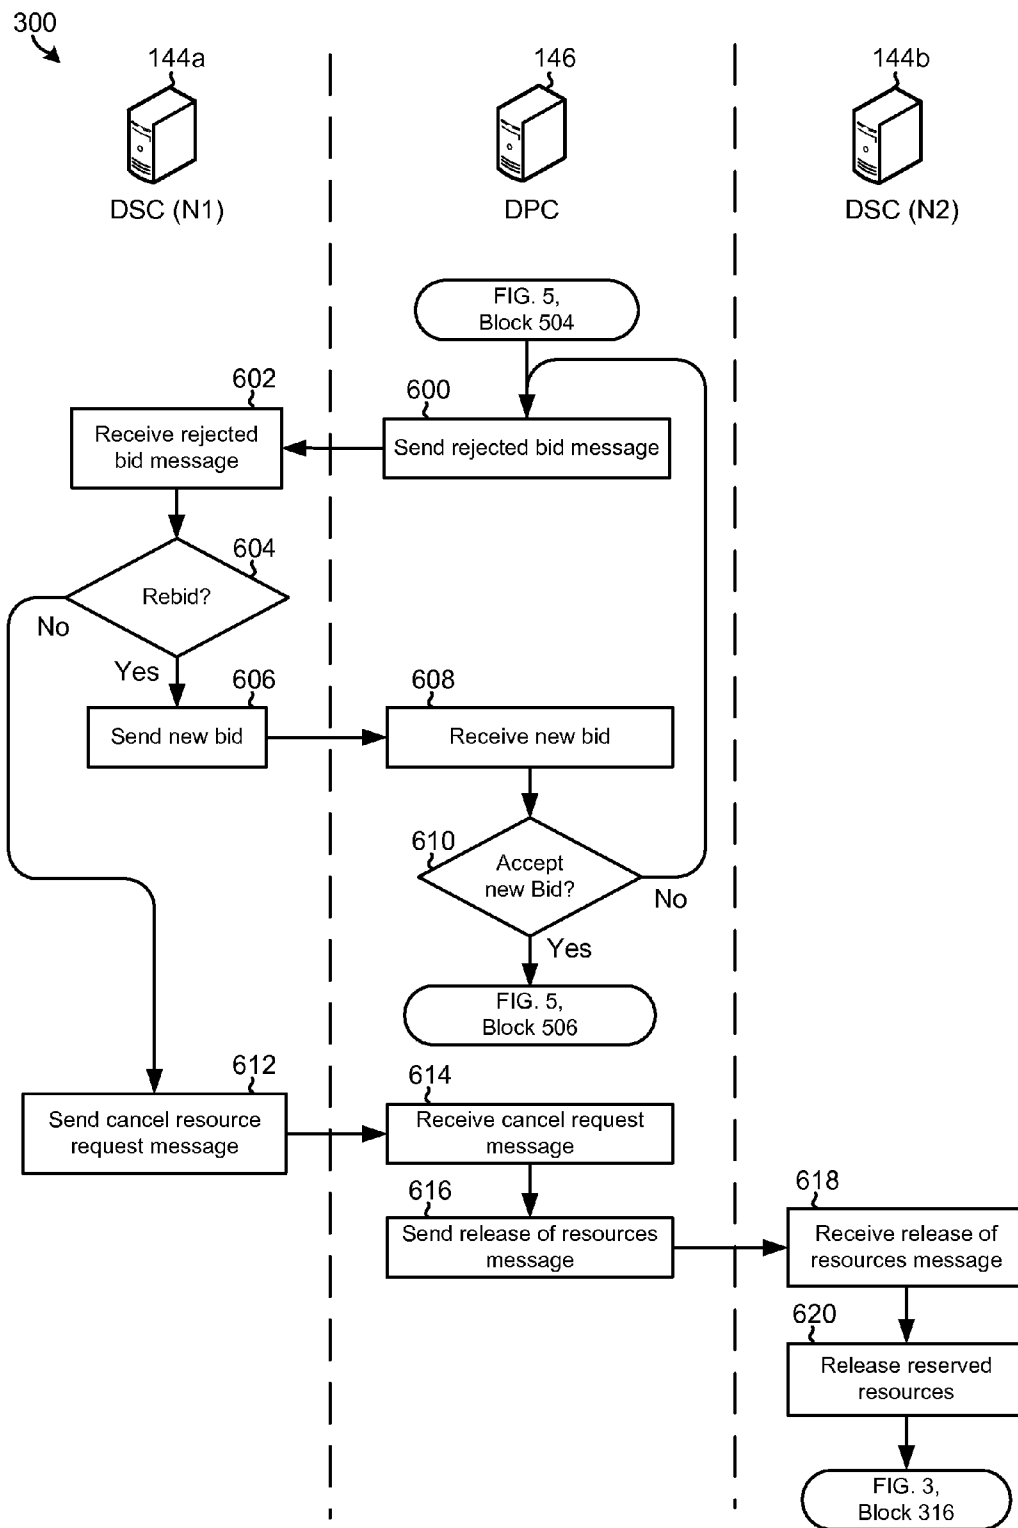 300
144a
146
144b
DSC (N1)
DPC
DSC (N2)
FIG. 5,
Block 504
602
600
Receive rejected
bid message
Send rejected bid message
604
Rebid?
No
Yes
606
608
Send new bid
Receive new bid
610
Accept
new Bid?
No
Yes
FIG. 5,
Block 506
612
614
Send cancel resource
request message
Receive cancel request
message
616
618
Send release of resources
message
Receive release of
resources message
620
Release reserved
resources
FIG. 3,
Block 316